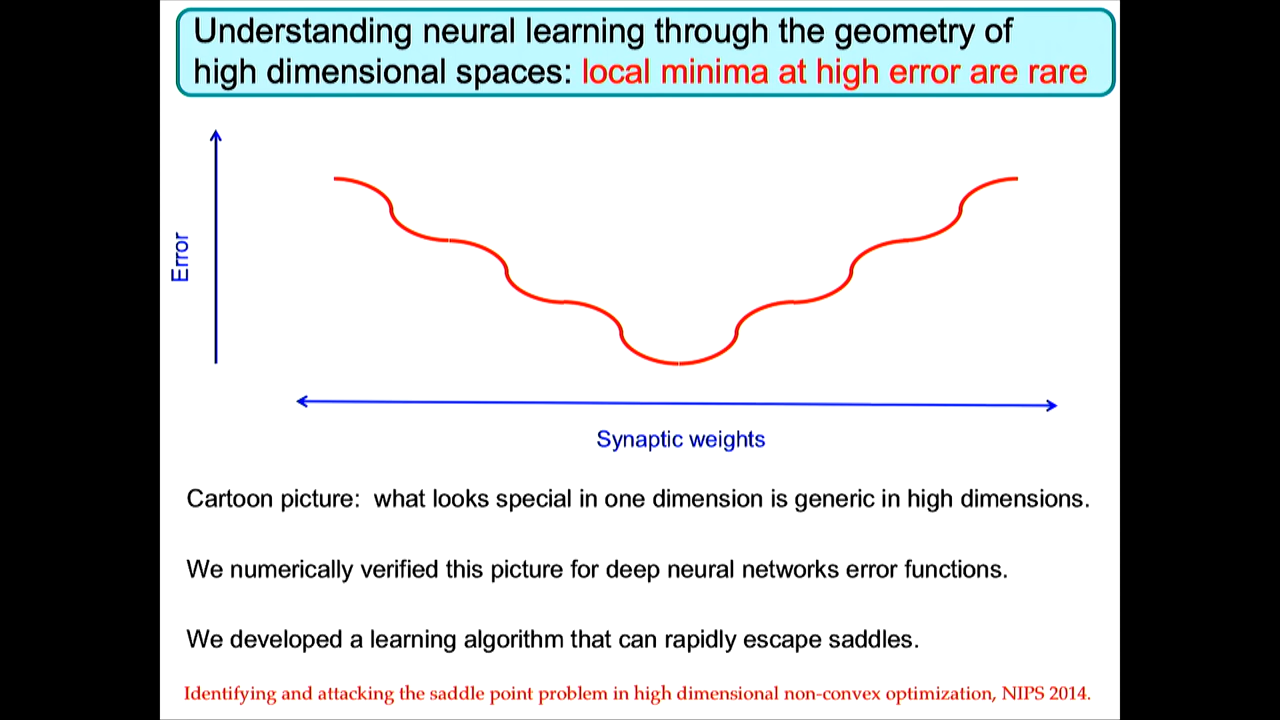 Understanding neural learning through the geometry of
high dimensional spaces: local minima at high error are rare
Error
Synaptic weights
Cartoon picture:  what looks special in one dimension is generic in high dimensions.
We numerically verified this picture for deep neural networks error functions.
We developed a learning algorithm that can rapidly escape saddles.
Identifying and attacking the saddle point problem in high dimensional non-convex optimization, NIPS 2014.